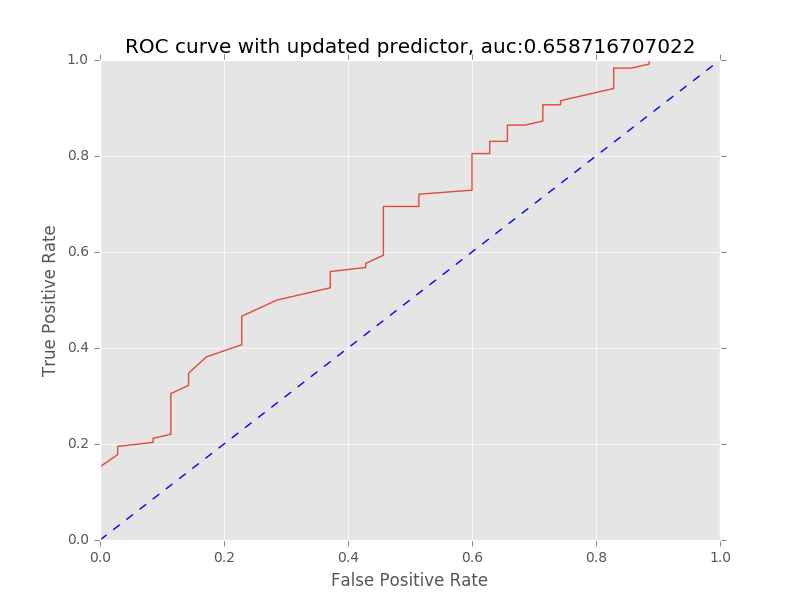 ROC curve with updated predictor, auc:0.658716707022
1.0
0.8
0.6
0.4
0.2
0.0
True Positive Rate
0.0 0.2 0.4 0.6 0.8 1.0
False Positive Rate